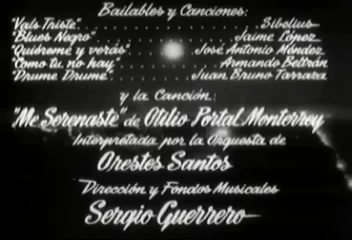 Bailables y Canciones:
"Vals Triste" . . . . . . . . . . . . Sibelius
"Blues Negro" . . . . . . . . . . . . Jaime López
"Quiéreme y verás" . . . . José Antonio Méndez
"Como tu no hay" . . . . . . Armando Beltrán
"Drume Drume" . . . . . . Juan Bruno Tarraza
y la Canción:
"Me Serenaste" de Otilio Portal Monterrey
Interpretada por la Orquesta de
Orestes Santos
Dirección y Fondos Musicales
Sergio Guerrero